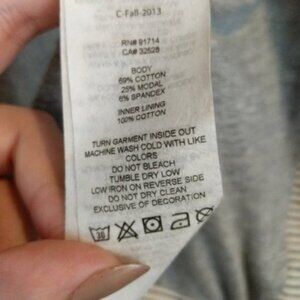 C-Fall-2013
RN# 91714
CA# 32528
BODY
69% COTTON
25% MODAL
6% SPANDEX
INNER LINING
100% COTTON
TURN GARMENT INSIDE OUT
MACHINE WASH COLD WITH LIKE
COLORS
DO NOT BLEACH
TUMBLE DRY LOW
LOW IRON ON REVERSE SIDE
DO NOT DRY CLEAN
EXCLUSIVE OF DECORATION